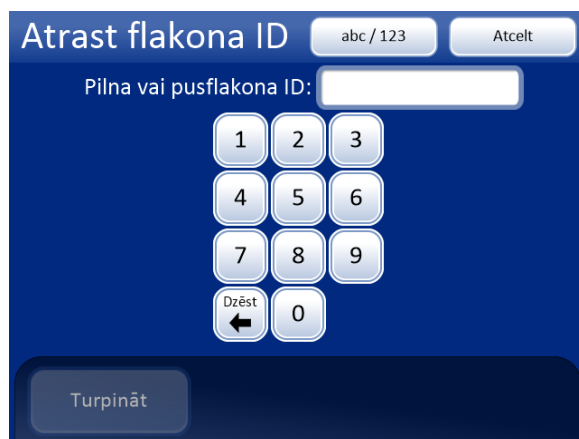 Atrast flakona ID
abc / 123
Atcelt
Pilna vai pusflakona ID:
1 2 3
4 5 6
7 8 9
Dzēst
0
Turpināt